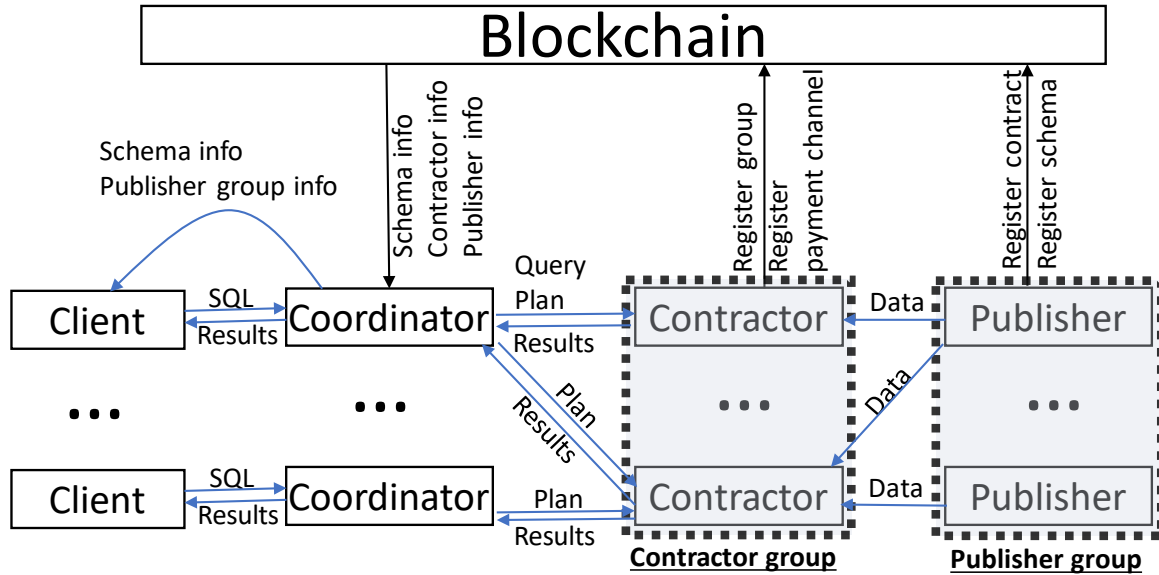 Blockchain
Schema info
Publisher group info
Schema info
Contractor info
Publisher info
Register group
Register
payment channel
Register contract
Register schema
Client
SQL
Results
Coordinator
Query
Plan
Results
Contractor
Data
Publisher
...
...
Plan
Results
...
Data
...
Client
SQL
Results
Coordinator
Plan
Results
Contractor
Data
Publisher
Contractor group
Publisher group